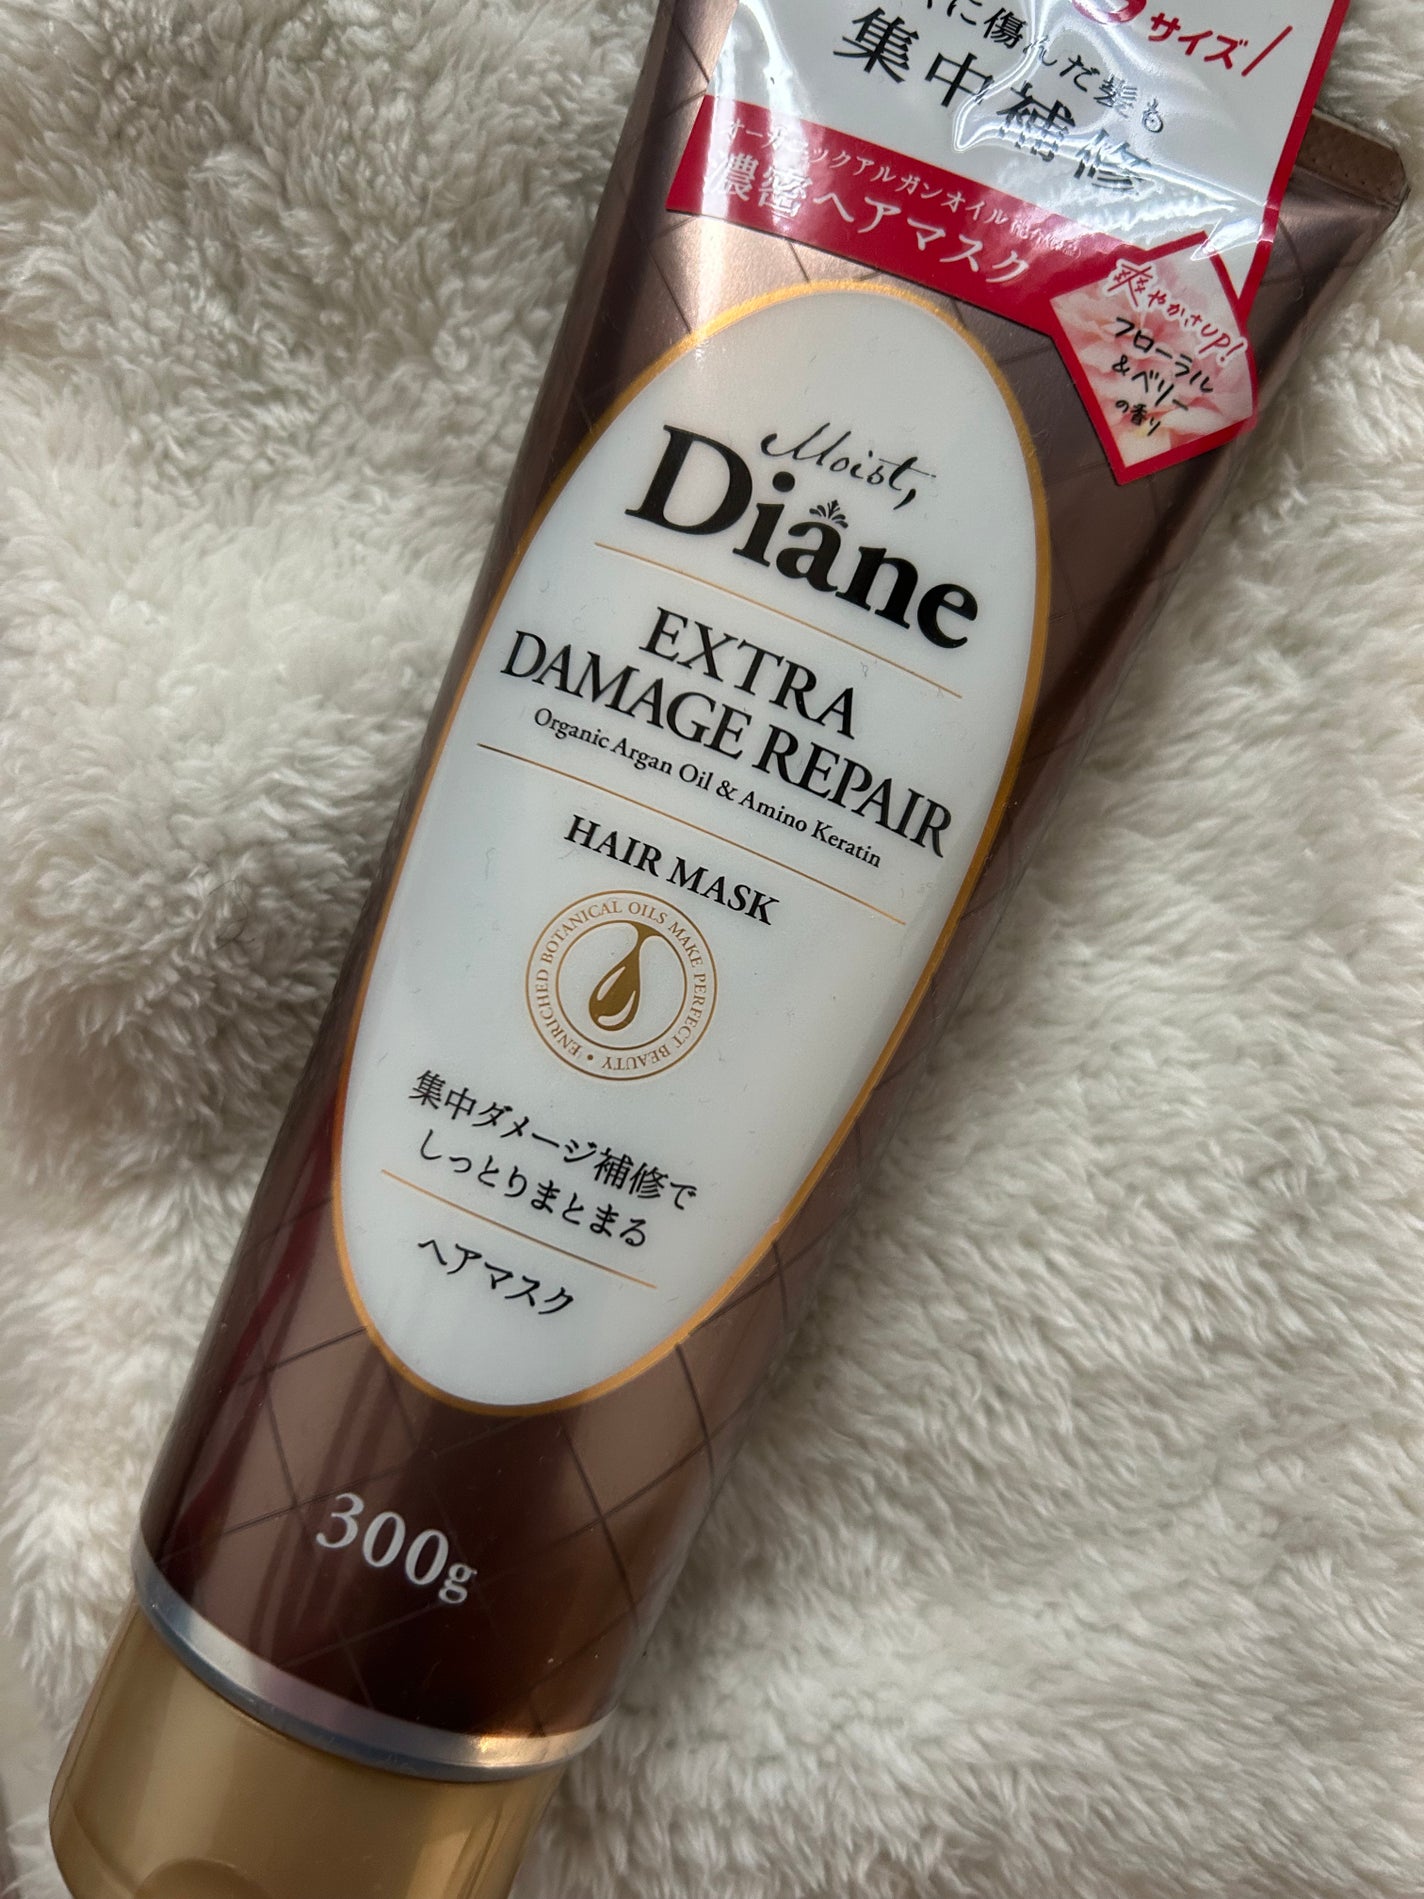 サイズ/
に傷んだ髪も
集中補修
オーガニックアルガンオイル
濃密ヘアマスク
爽やかさUP!
フローラル
&ベリー
の香り
Moist,
Diane
EXTRA
DAMAGE REPAIR
Organic Argan Oil & Amino Keratin
HAIR MASK
ENRICHED BOTANICAL OILS MAKE PERFECT BEAUTY •
集中ダメージ補修で
しっとりまとまる
ヘアマスク
300g